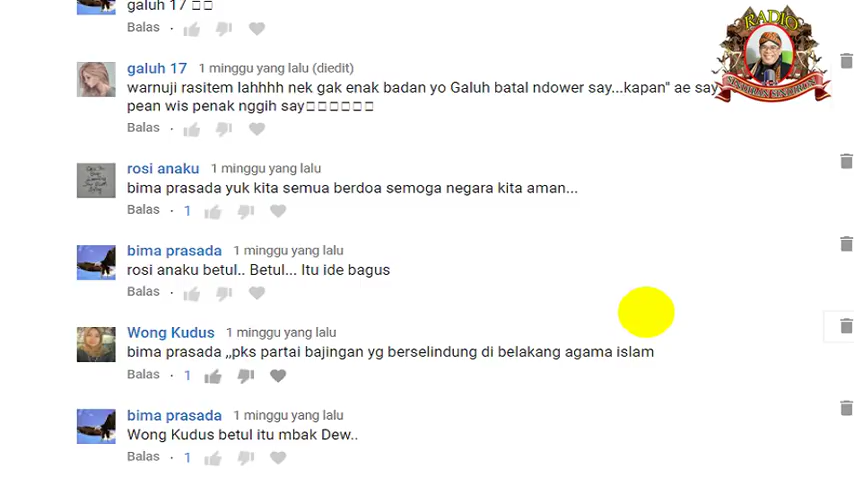 galuh 17 □ □
Balas
galuh 17 1 minggu yang lalu (diedit)
warnuji rasitem lahhhh nek gak enak badan yo Galuh batal ndower say...kapan" ae say
pean wis penak nggih say□□□□□□
Balas
rosi anaku 1 minggu yang lalu
bima prasada yuk kita semua berdoa semoga negara kita aman...
Balas · 1
bima prasada 1 minggu yang lalu
rosi anaku betul.. Betul... Itu ide bagus
Balas
Wong Kudus 1 minggu yang lalu
bima prasada ,,pks partai bajingan yg berselindung di belakang agama islam
Balas · 1
bima prasada 1 minggu yang lalu
Wong Kudus betul itu mbak Dew..
Balas · 1
RADIO